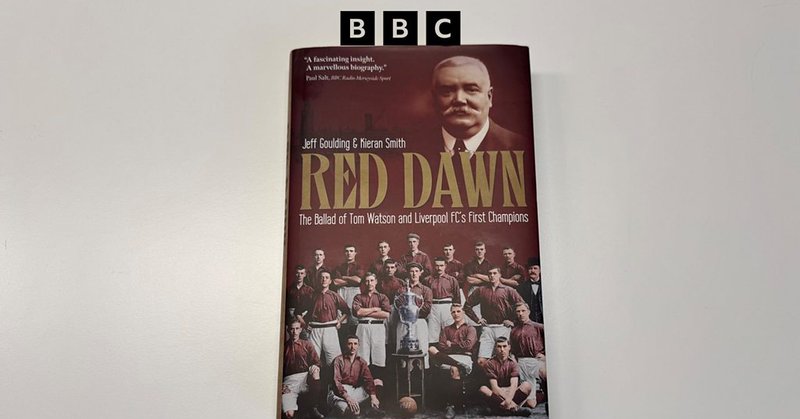 BBC
"A fascinating insight.
A marvellous biography."
Paul Salt, BBC Radio Merseyside Sport
Jeff Goulding & Kieran Smith
RED DAWN
The Ballad of Tom Watson and Liverpool FC's First Champions